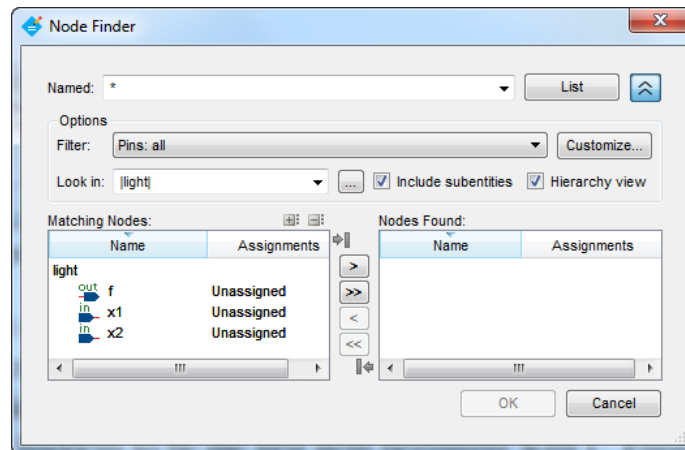 Node Finder
Named: * List
Options
Filter: Pins: all Customize...
Look in: |light| ... Include subentities Hierarchy view
Matching Nodes: Nodes Found:
Name Assignments Name Assignments
light
out f Unassigned
in x1 Unassigned
in x2 Unassigned
>
>>
<
<<
OK Cancel